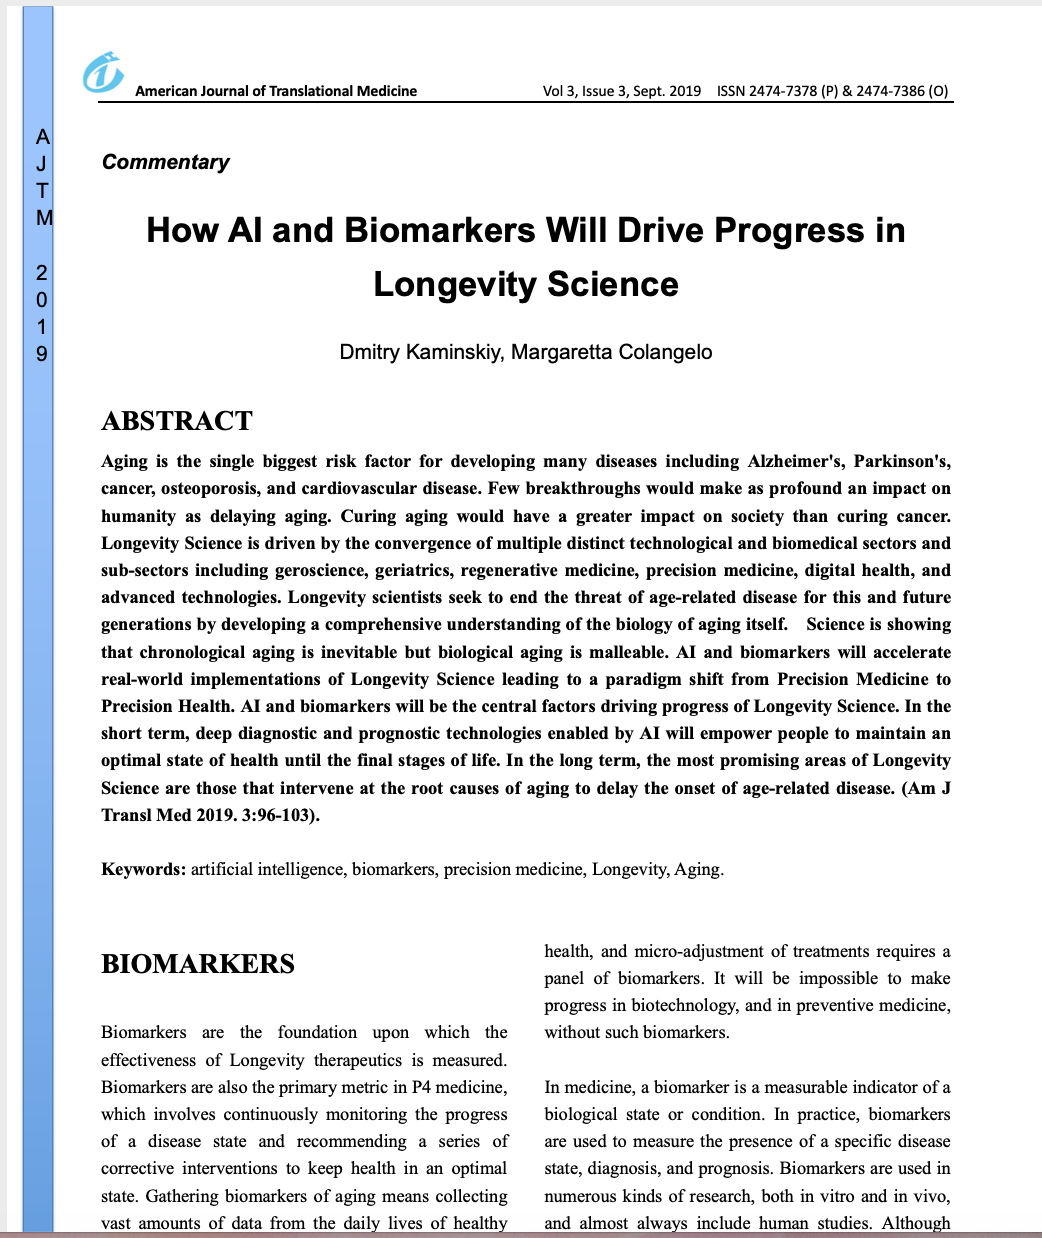 American Journal of Translational Medicine Vol 3, Issue 3, Sept. 2019 ISSN 2474-7378 (P) & 2474-7386 (O)
A
J
T
M
2
0
1
9
Commentary
How AI and Biomarkers Will Drive Progress in
Longevity Science
Dmitry Kaminskiy, Margaretta Colangelo
ABSTRACT
Aging is the single biggest risk factor for developing many diseases including Alzheimer's, Parkinson's,
cancer, osteoporosis, and cardiovascular disease. Few breakthroughs would make as profound an impact on
humanity as delaying aging. Curing aging would have a greater impact on society than curing cancer.
Longevity Science is driven by the convergence of multiple distinct technological and biomedical sectors and
sub-sectors including geroscience, geriatrics, regenerative medicine, precision medicine, digital health, and
advanced technologies. Longevity scientists seek to end the threat of age-related disease for this and future
generations by developing a comprehensive understanding of the biology of aging itself. Science is showing
that chronological aging is inevitable but biological aging is malleable. AI and biomarkers will accelerate
real-world implementations of Longevity Science leading to a paradigm shift from Precision Medicine to
Precision Health. AI and biomarkers will be the central factors driving progress of Longevity Science. In the
short term, deep diagnostic and prognostic technologies enabled by AI will empower people to maintain an
optimal state of health until the final stages of life. In the long term, the most promising areas of Longevity
Science are those that intervene at the root causes of aging to delay the onset of age-related disease. (Am J
Transl Med 2019. 3:96-103).
Keywords: artificial intelligence, biomarkers, precision medicine, Longevity, Aging.
BIOMARKERS
Biomarkers are the foundation upon which the
effectiveness of Longevity therapeutics is measured.
Biomarkers are also the primary metric in P4 medicine,
which involves continuously monitoring the progress
of a disease state and recommending a series of
corrective interventions to keep health in an optimal
state. Gathering biomarkers of aging means collecting
vast amounts of data from the daily lives of healthy
health, and micro-adjustment of treatments requires a
panel of biomarkers. It will be impossible to make
progress in biotechnology, and in preventive medicine,
without such biomarkers.
In medicine, a biomarker is a measurable indicator of a
biological state or condition. In practice, biomarkers
are used to measure the presence of a specific disease
state, diagnosis, and prognosis. Biomarkers are used in
numerous kinds of research, both in vitro and in vivo,
and almost always include human studies. Although